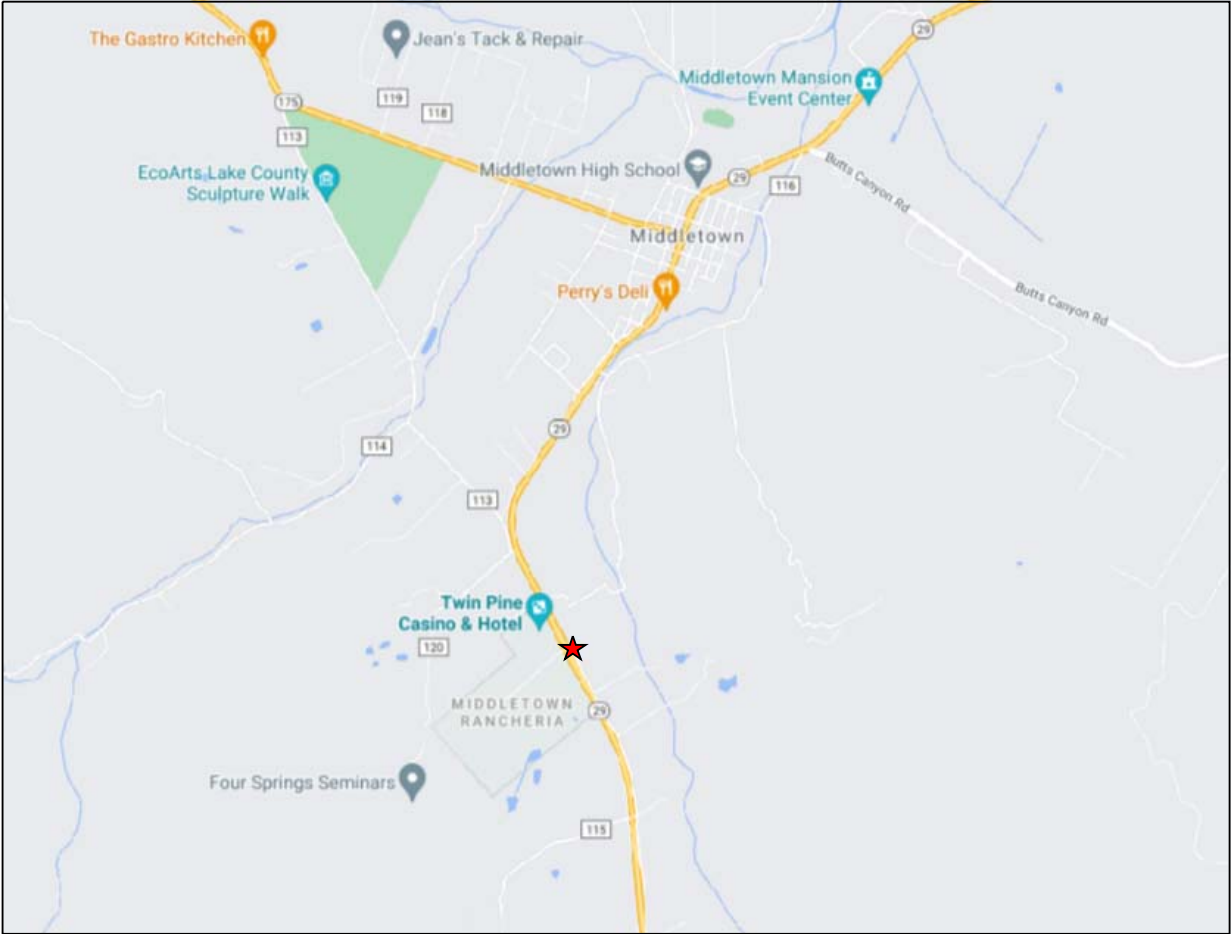 29
The Gastro Kitchen
Jean's Tack & Repair
Middletown Mansion
Event Center
119
175
118
113
Middletown High School
EcoArts Lake County
Sculpture Walk
29
116
Butts Canyon Rd
Middletown
Perry's Deli
Butts Canyon Rd
29
114
113
Twin Pine
Casino & Hotel
120
MIDDLETOWN
RANCHERIA
29
Four Springs Seminars
115